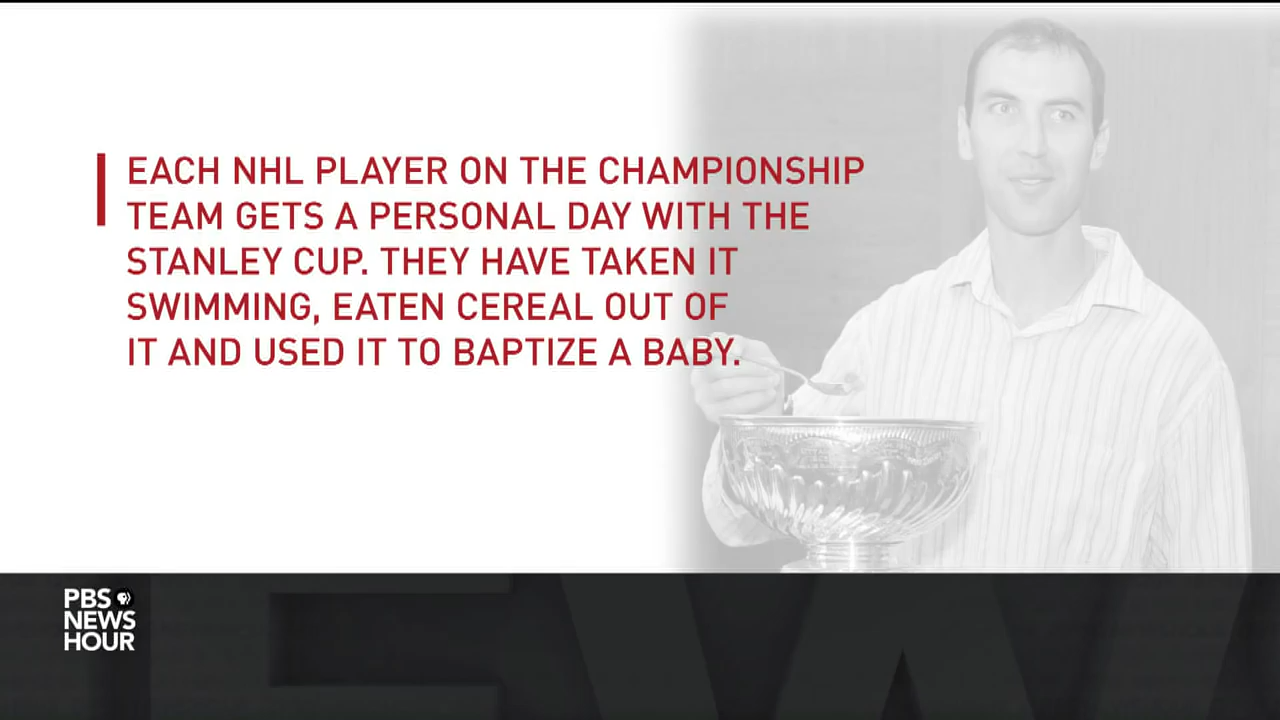 EACH NHL PLAYER ON THE CHAMPIONSHIP
TEAM GETS A PERSONAL DAY WITH THE
STANLEY CUP. THEY HAVE TAKEN IT
SWIMMING, EATEN CEREAL OUT OF
IT AND USED IT TO BAPTIZE A BABY.
PBS
NEWS
HOUR